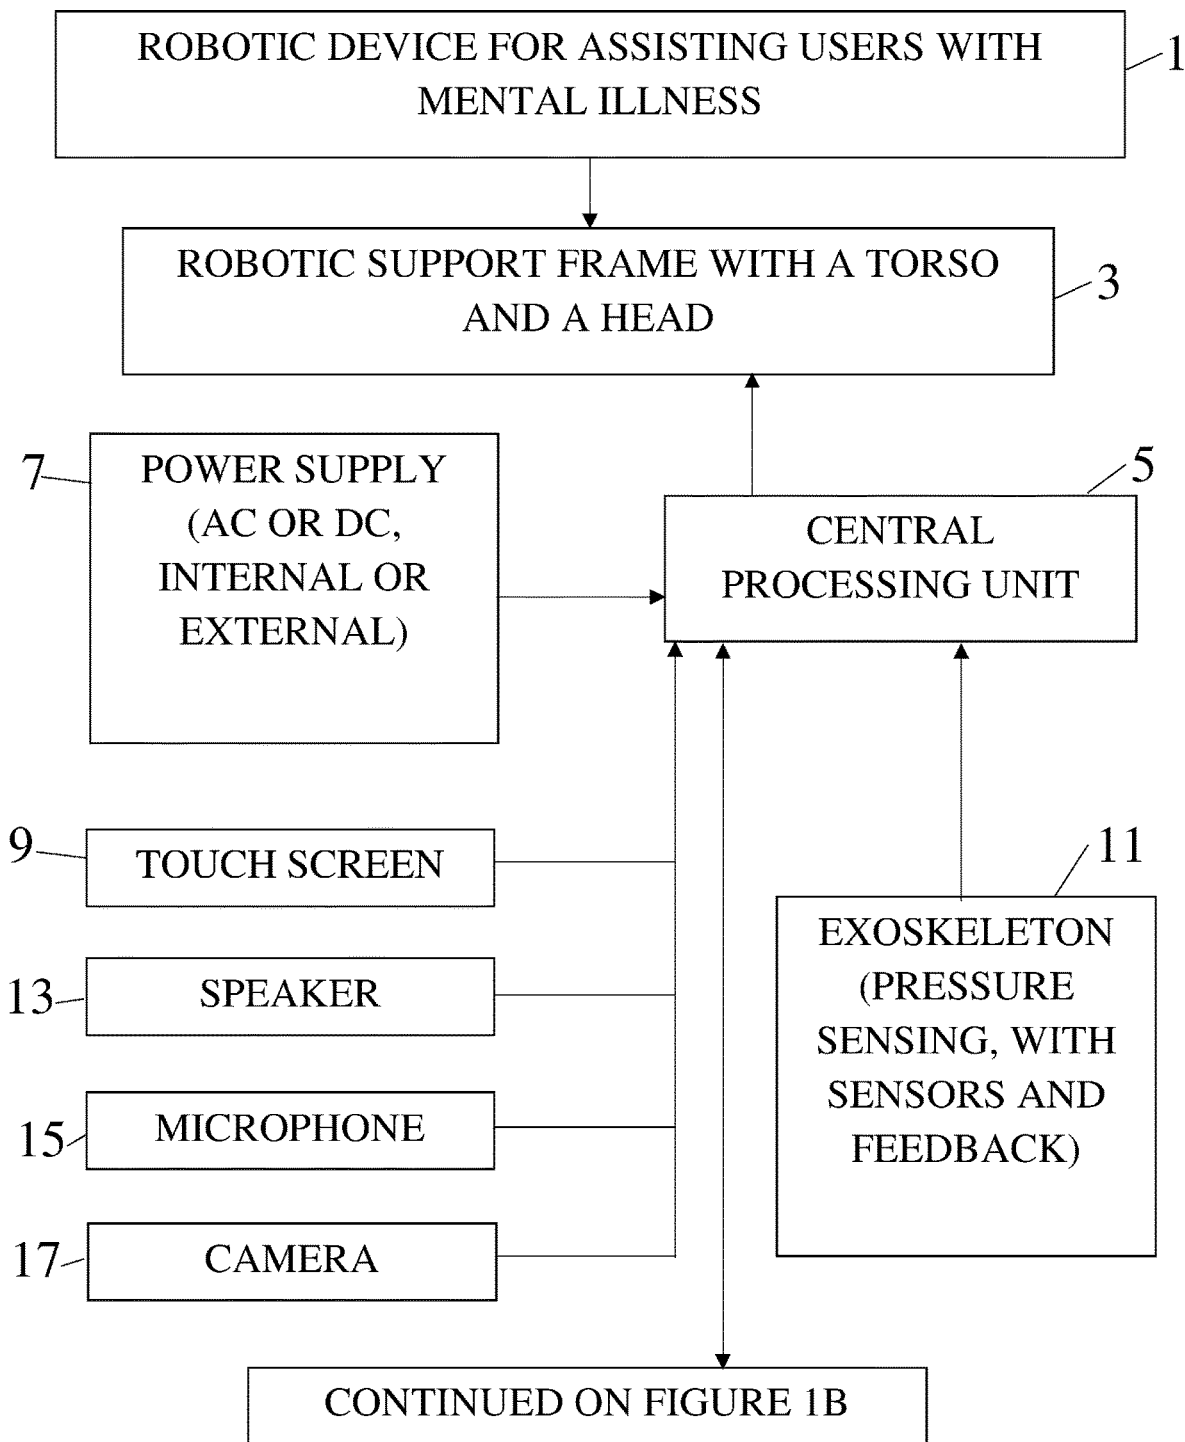 ROBOTIC DEVICE FOR ASSISTING USERS WITH
MENTAL ILLNESS
1
ROBOTIC SUPPORT FRAME WITH A TORSO
AND A HEAD
3
7
POWER SUPPLY
(AC OR DC,
INTERNAL OR
EXTERNAL)
5
CENTRAL
PROCESSING UNIT
9
TOUCH SCREEN
13
SPEAKER
15
MICROPHONE
17
CAMERA
11
EXOSKELETON
(PRESSURE
SENSING, WITH
SENSORS AND
FEEDBACK)
CONTINUED ON FIGURE 1B